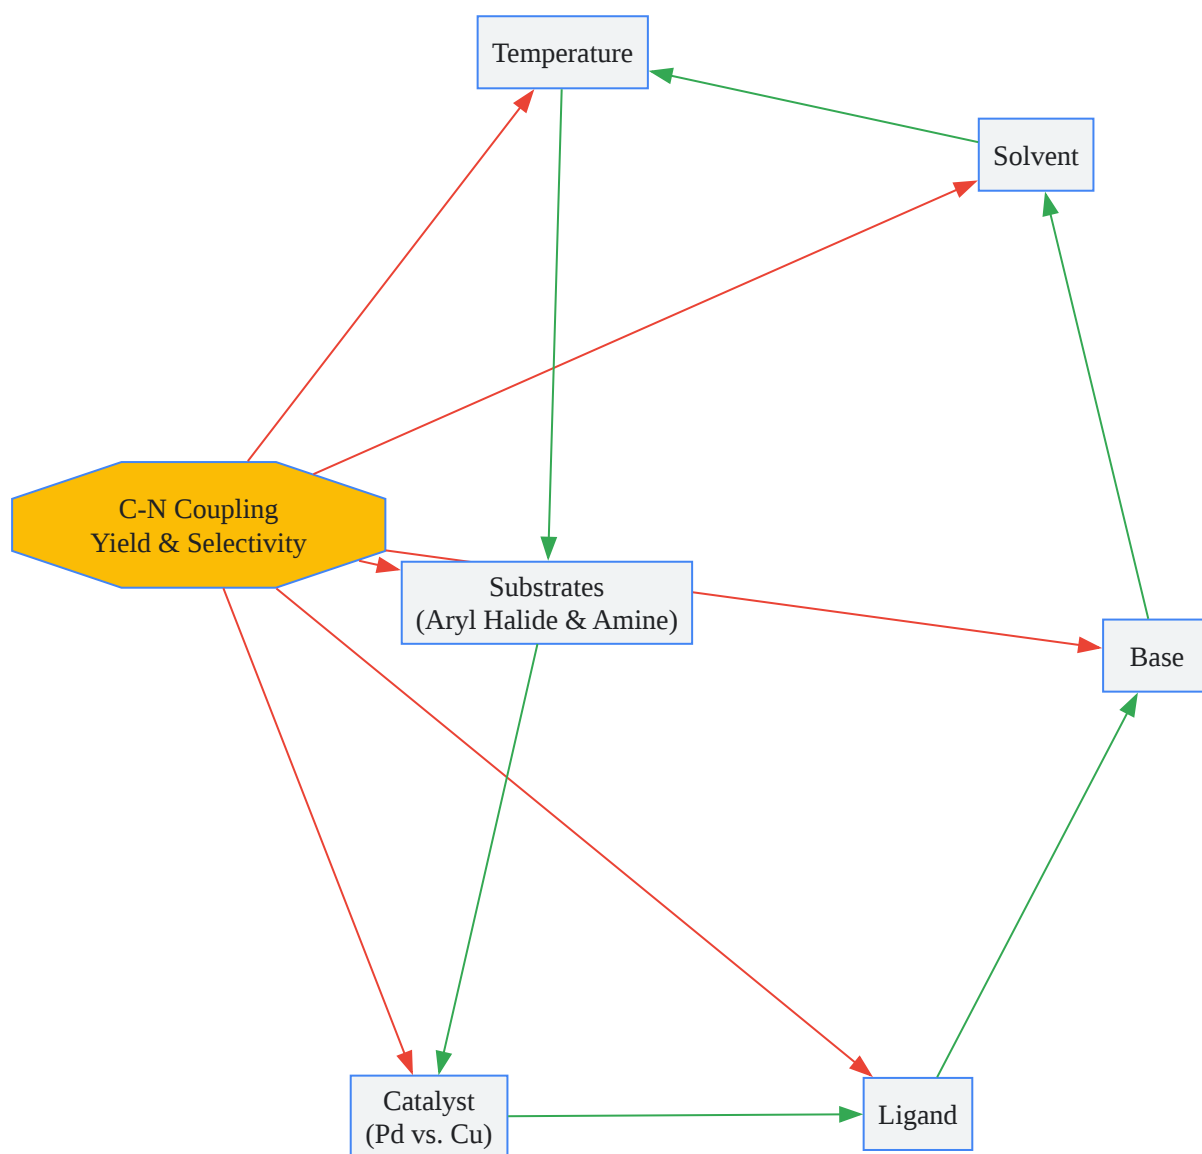 Temperature
Solvent
C-N Coupling
Yield & Selectivity
Substrates
(Aryl Halide & Amine)
Base
Catalyst
(Pd vs. Cu)
Ligand